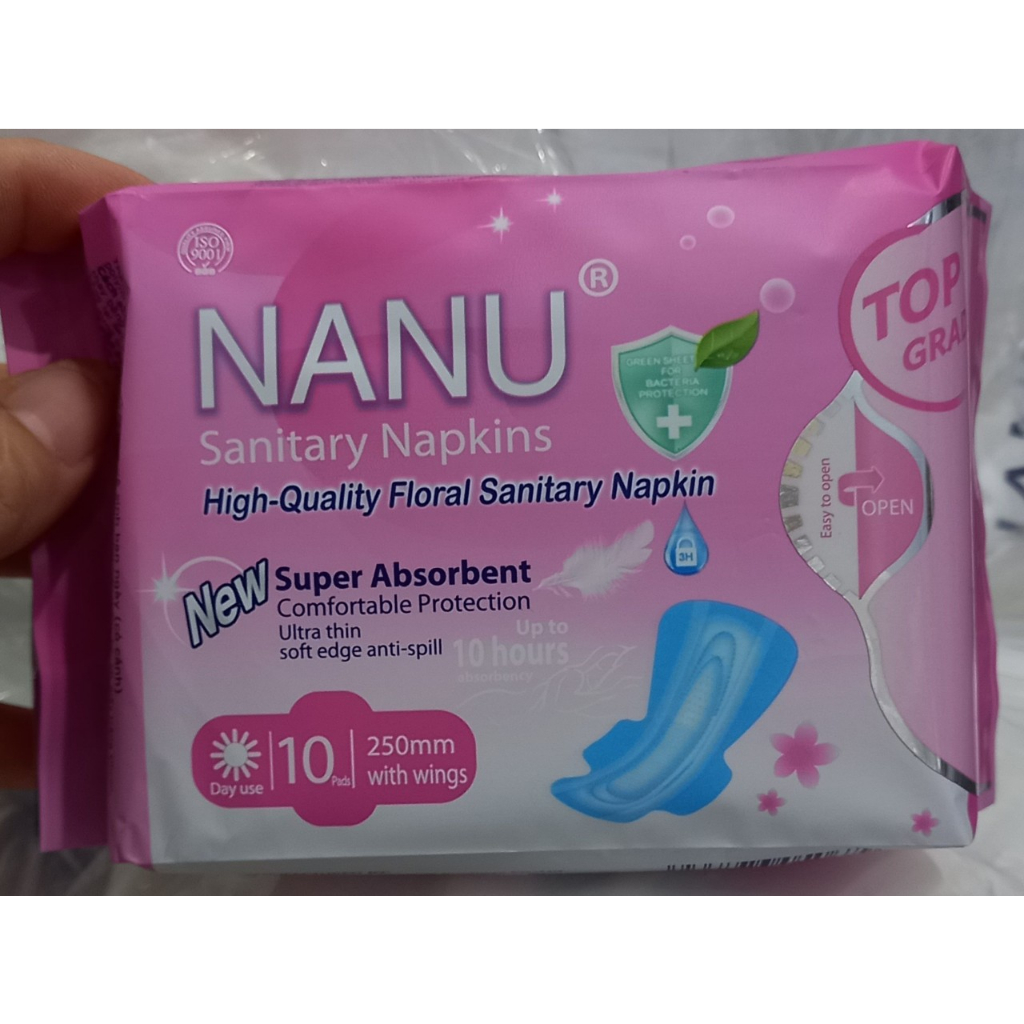 ISO
9001
NANU®
Sanitary Napkins
High-Quality Floral Sanitary Napkin
GREEN SHEET
FOR
BACTERIA
PROTECTION
TOP
GRAD
Easy to open
OPEN
3H
New
Super Absorbent
Comfortable Protection
Ultra thin
soft edge anti-spill
Up to
10 hours
absorbency
Day use
10 Pads
250mm
with wings